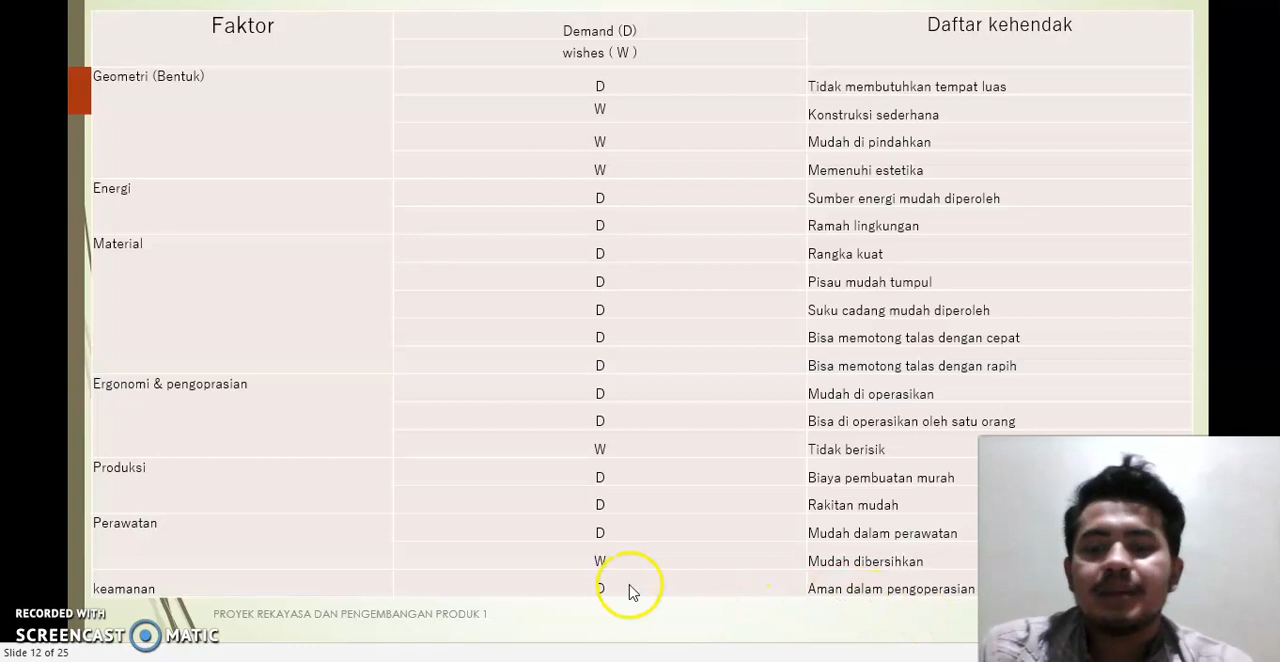 Faktor
Demand (D)
wishes ( W )
Daftar kehendak
Geometri (Bentuk)
D
Tidak membutuhkan tempat luas
W
Konstruksi sederhana
W
Mudah di pindahkan
W
Memenuhi estetika
Energi
D
Sumber energi mudah diperoleh
D
Ramah lingkungan
Material
D
Rangka kuat
D
Pisau mudah tumpul
D
Suku cadang mudah diperoleh
D
Bisa memotong talas dengan cepat
D
Bisa memotong talas dengan rapih
Ergonomi & pengoprasian
D
Mudah di operasikan
D
Bisa di operasikan oleh satu orang
W
Tidak berisik
Produksi
D
Biaya pembuatan murah
D
Rakitan mudah
Perawatan
D
Mudah dalam perawatan
W
Mudah dibersihkan
keamanan
D
Aman dalam pengoperasian
PROYEK REKAYASA DAN PENGEMBANGAN PRODUK 1
RECORDED WITH
SCREENCAST MATIC
Slide 12 of 25